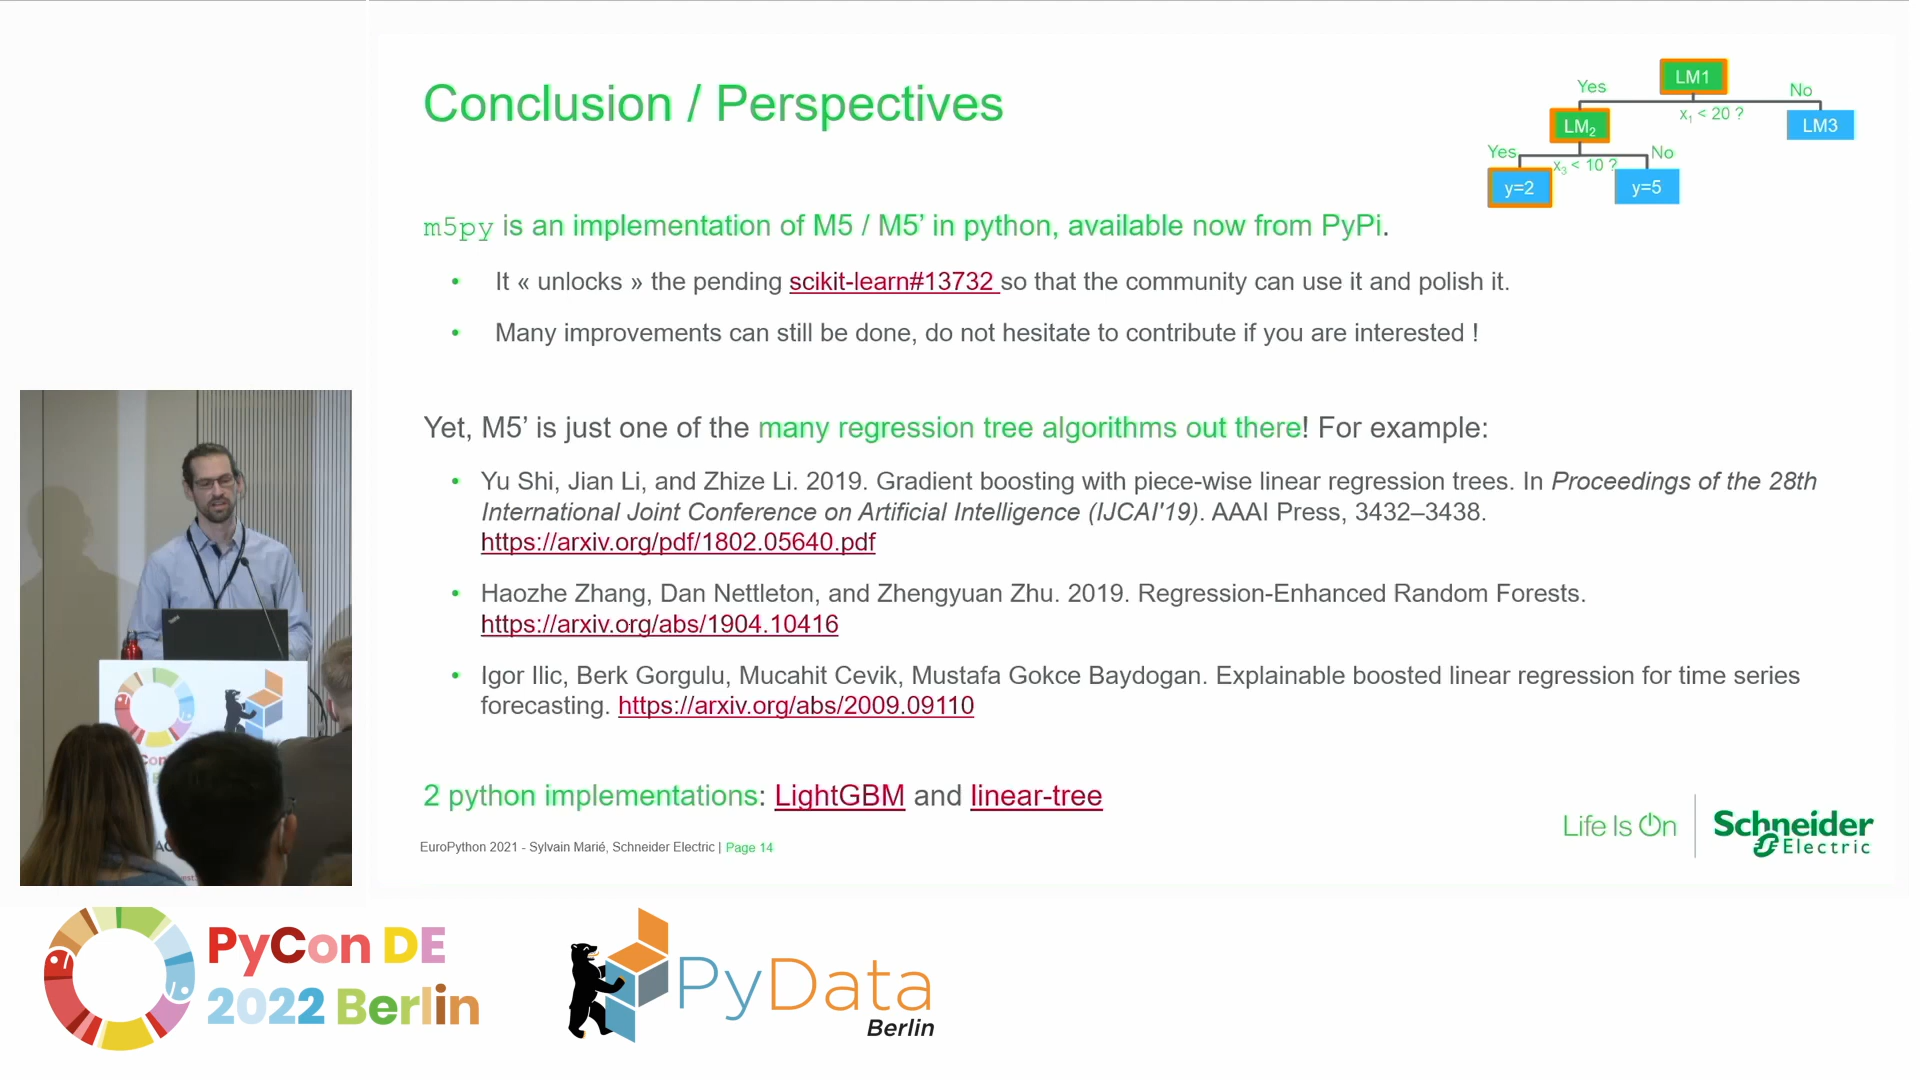 Conclusion / Perspectives
LM1
Yes
No
x1 < 20 ?
LM2
LM3
Yes
No
x3 < 10 ?
y=2
y=5
m5py is an implementation of M5 / M5’ in python, available now from PyPi.
• It « unlocks » the pending scikit-learn#13732 so that the community can use it and polish it.
• Many improvements can still be done, do not hesitate to contribute if you are interested !
Yet, M5’ is just one of the many regression tree algorithms out there! For example:
• Yu Shi, Jian Li, and Zhize Li. 2019. Gradient boosting with piece-wise linear regression trees. In Proceedings of the 28th
International Joint Conference on Artificial Intelligence (IJCAI'19). AAAI Press, 3432–3438.
https://arxiv.org/pdf/1802.05640.pdf
• Haozhe Zhang, Dan Nettleton, and Zhengyuan Zhu. 2019. Regression-Enhanced Random Forests.
https://arxiv.org/abs/1904.10416
• Igor Ilic, Berk Gorgulu, Mucahit Cevik, Mustafa Gokce Baydogan. Explainable boosted linear regression for time series
forecasting. https://arxiv.org/abs/2009.09110
2 python implementations: LightGBM and linear-tree
EuroPython 2021 - Sylvain Marié, Schneider Electric | Page 14
Life Is On
Schneider
Electric
PyCon DE
2022 Berlin
PyData
Berlin